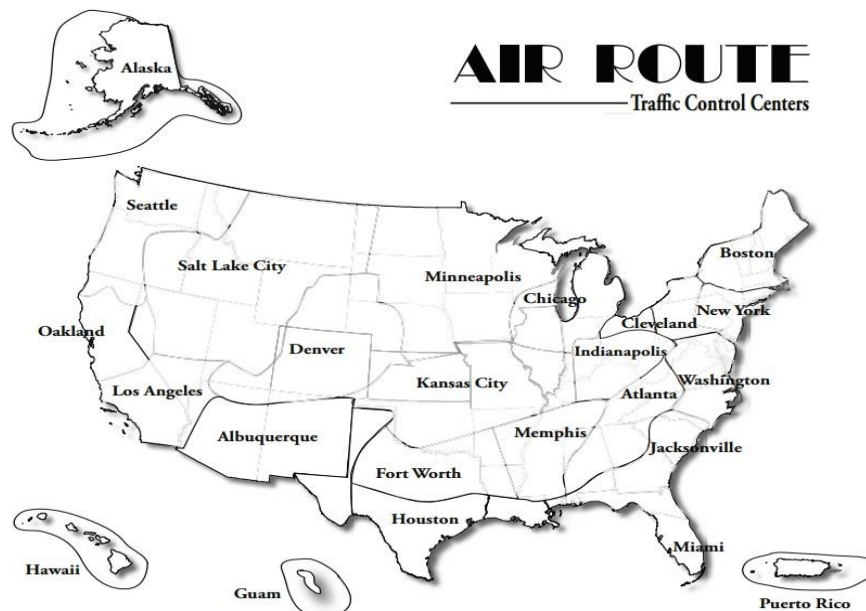 AIR ROUTE
Traffic Control Centers
Alaska
Seattle
Salt Lake City
Minneapolis
Boston
Chicago
New York
Oakland
Cleveland
Denver
Indianapolis
Los Angeles
Kansas City
Washington
Atlanta
Albuquerque
Memphis
Jacksonville
Fort Worth
Houston
Miami
Hawaii
Guam
Puerto Rico